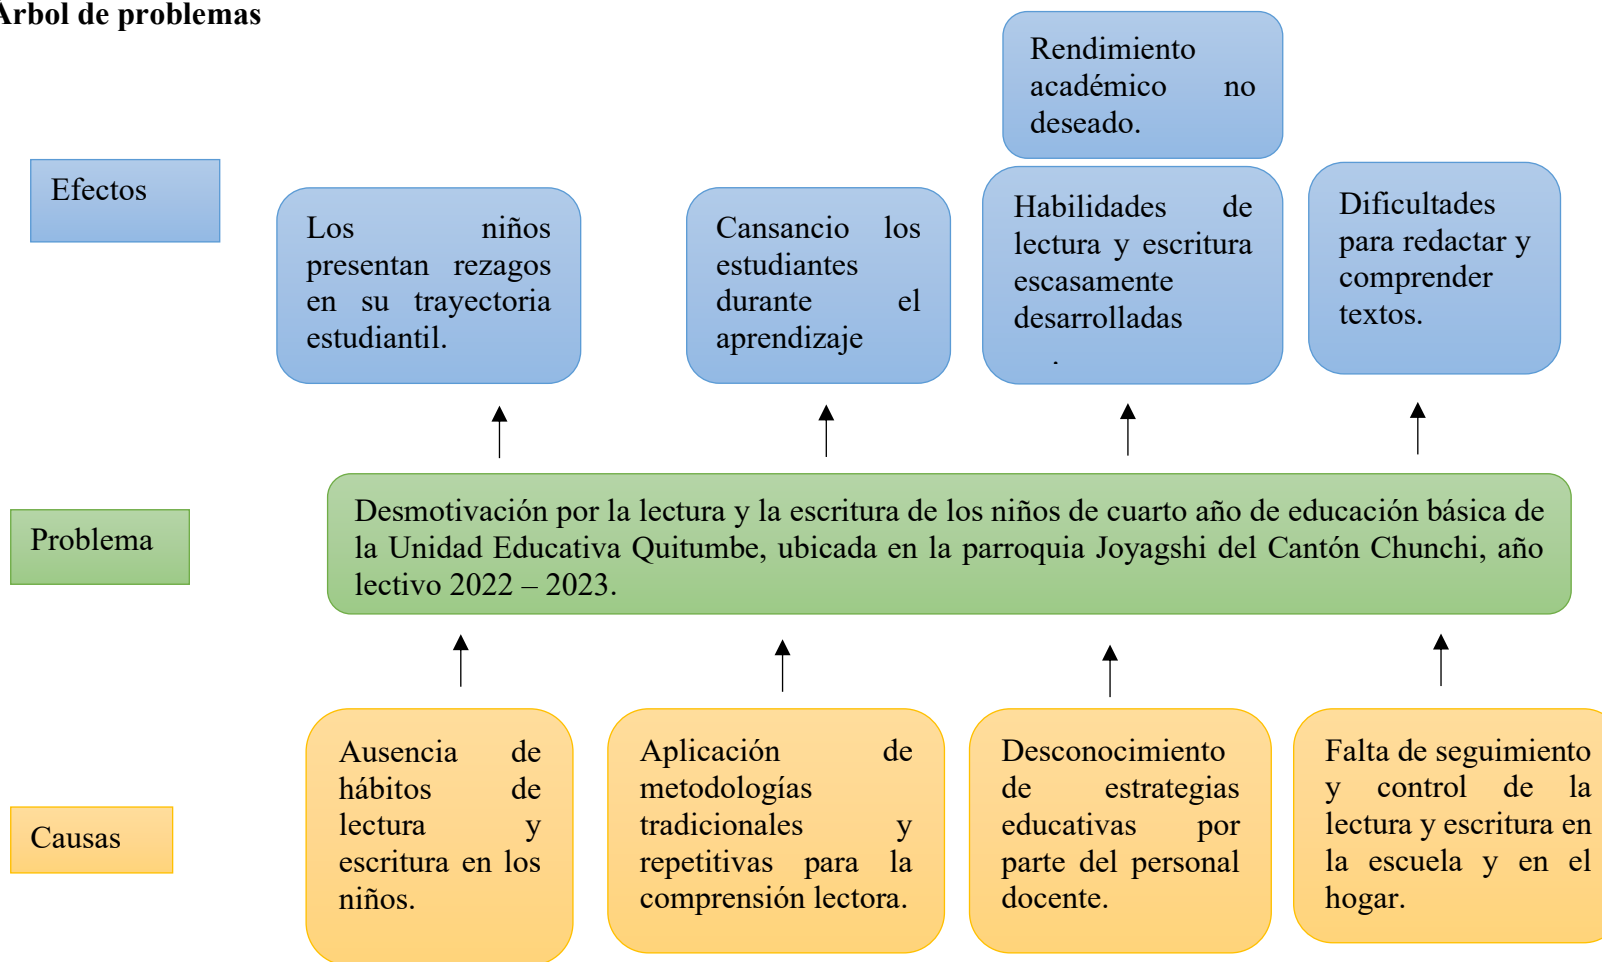 Árbol de problemas
Rendimiento
académico no
deseado.
Efectos
Los niños
presentan rezagos
en su trayectoria
estudiantil.
Cansancio los
estudiantes
durante el
aprendizaje
Habilidades de
lectura y escritura
escasamente
desarrolladas
.
Dificultades
para redactar y
comprender
textos.
Problema
Desmotivación por la lectura y la escritura de los niños de cuarto año de educación básica de
la Unidad Educativa Quitumbe, ubicada en la parroquia Joyagshi del Cantón Chunchi, año
lectivo 2022 – 2023.
Causas
Ausencia de
hábitos de
lectura y
escritura en los
niños.
Aplicación de
metodologías
tradicionales y
repetitivas para la
comprensión lectora.
Desconocimiento
de estrategias
educativas por
parte del personal
docente.
Falta de seguimiento
y control de la
lectura y escritura en
la escuela y en el
hogar.